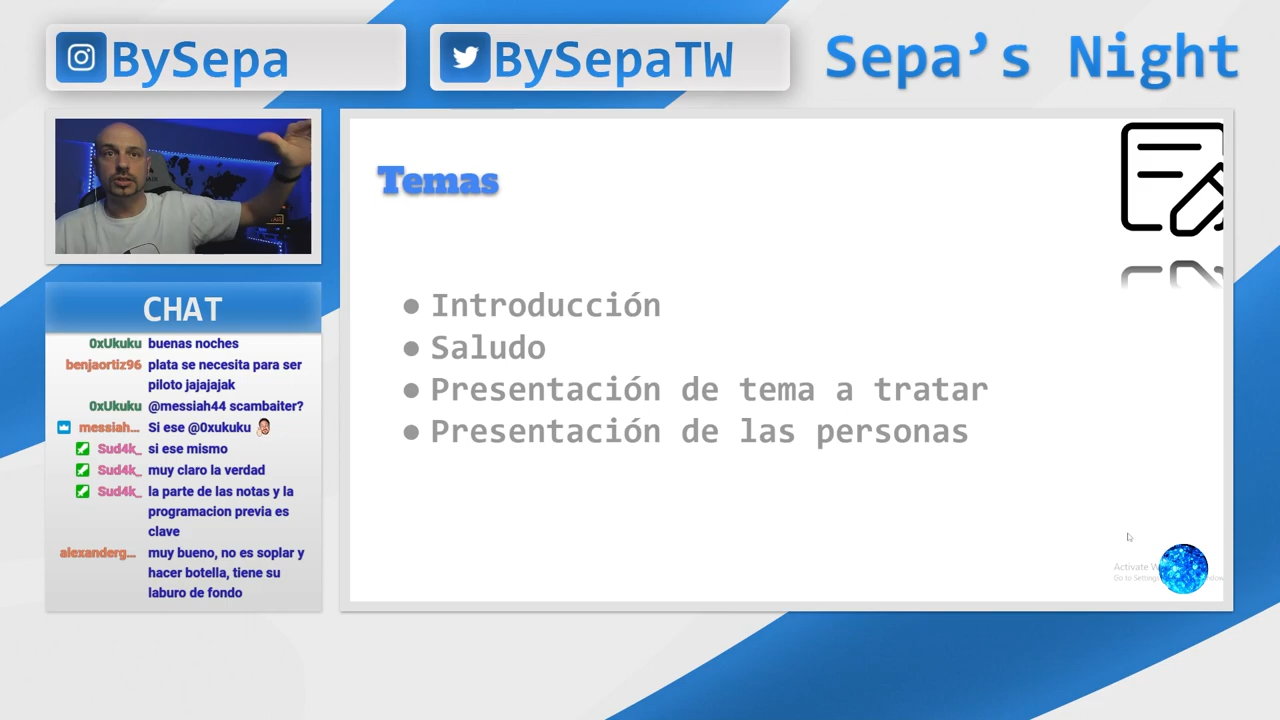 BySepa
BySepaTW
Sepa’s Night
Temas
● Introducción
● Saludo
● Presentación de tema a tratar
● Presentación de las personas
CHAT
0xUkuku buenas noches
benjaortiz96 plata se necesita para ser
piloto jajajajak
0xUkuku @messiah44 scambaiter?
messiah... Si ese @0xukuku
Sud4k_ si ese mismo
Sud4k_ muy claro la verdad
Sud4k_ la parte de las notas y la
programacion previa es
clave
alexanderg... muy bueno, no es soplar y
hacer botella, tiene su
laburo de fondo
Activate
Go to